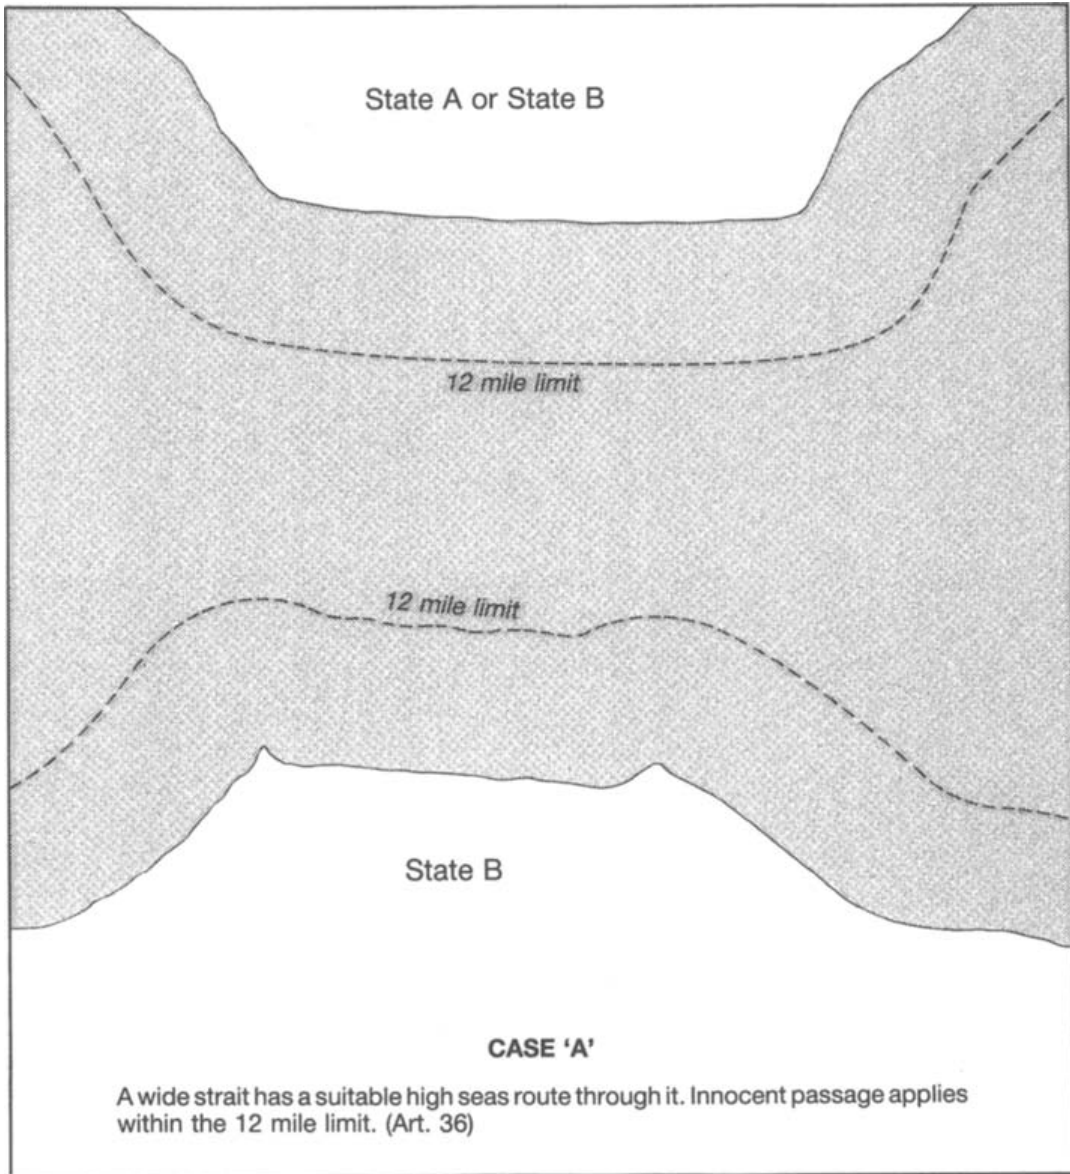 State A or State B
12 mile limit
12 mile limit
State B
CASE ‘A’
A wide strait has a suitable high seas route through it. Innocent passage applies
within the 12 mile limit. (Art. 36)